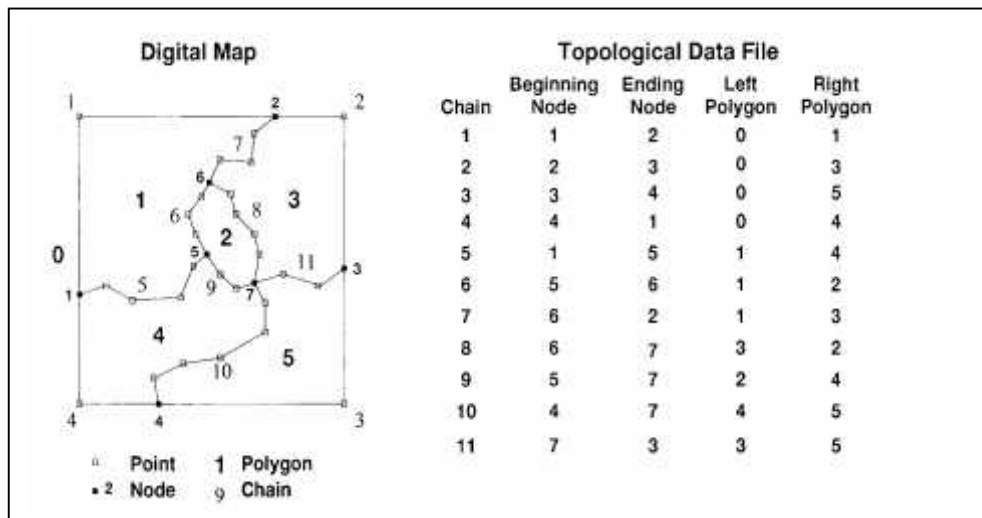 Digital Map
1 2 2
7
6
1 3
6 8
2
0
5 11
3
9
1 5 7
4
5
10
4 4 3
Point 1 Polygon
2 Node 9 Chain
Topological Data File
Beginning Ending Left Right
Chain Node Node Polygon Polygon
1 1 2 0 1
2 2 3 0 3
3 3 4 0 5
4 4 1 0 4
5 1 5 1 4
6 5 6 1 2
7 6 2 1 3
8 6 7 3 2
9 5 7 2 4
10 4 7 4 5
11 7 3 3 5